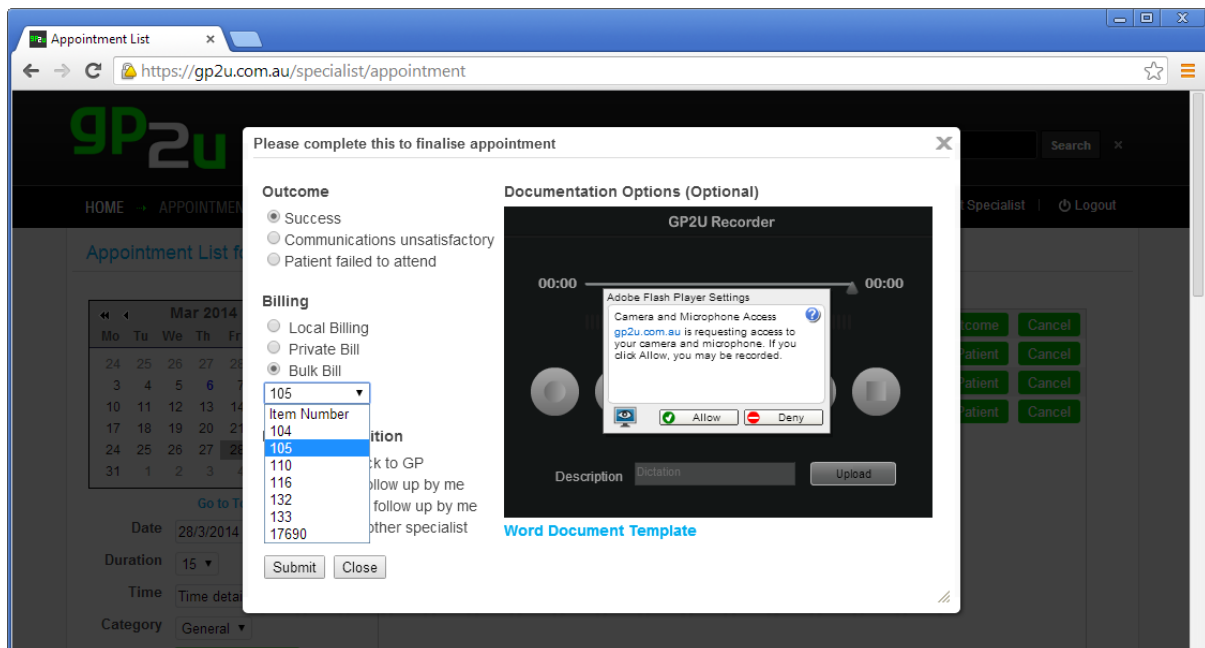 Appointment List
https://gp2u.com.au/specialist/appointment
gp2u
Search
HOME
APPOINTMEN
Specialist
Logout
Appointment List fo
Mar 2014
Mo Tu We Th Fr
24 25 26 27 28
3 4 5 6 7
10 11 12 13 14
17 18 19 20 21
24 25 26 27 28
31 1 2 3 4
Go to T
Date 28/3/2014
Duration 15
Time Time detai
Category General
Please complete this to finalise appointment
Outcome
Success
Communications unsatisfactory
Patient failed to attend
Billing
Local Billing
Private Bill
Bulk Bill
105
Item Number
104
105
110
116
132
133
17690
ition
ck to GP
ollow up by me
follow up by me
other specialist
Submit Close
Documentation Options (Optional)
GP2U Recorder
00:00 00:00
Adobe Flash Player Settings
Camera and Microphone Access
gp2u.com.au is requesting access to
your camera and microphone. If you
click Allow, you may be recorded.
Allow Deny
Description Dictation Upload
Word Document Template
tcome Cancel
Patient Cancel
Patient Cancel
Patient Cancel